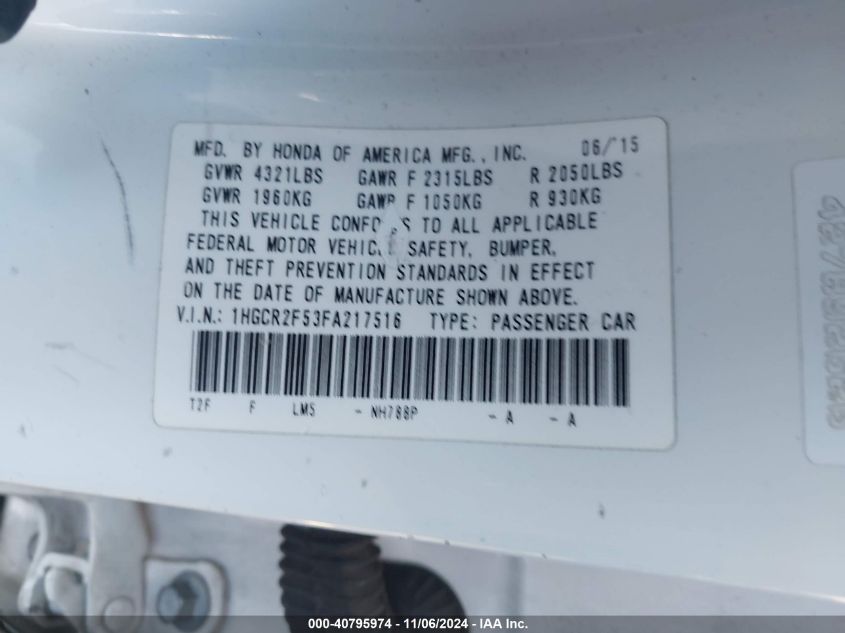 MFD. BY HONDA OF AMERICA MFG., INC. 06/'15
GVWR 4321LBS GAWR F 2315LBS R 2050LBS
GVWR 1960KG GAWR F 1050KG R 930KG
THIS VEHICLE TO ALL APPLICABLE
FEDERAL MOTOR SAFETY, BUMPER,
AND THEFT PREVENTION STANDARDS IN EFFECT
ON THE DATE OF MANUFACTURE SHOWN ABOVE.
V.I.N.: 1HGCR2F53FA217516 TYPE: PASSENGER CAR
T2F F LM5 - NH788P - A - A
000-40795974 - 11/06/2024 - IAA Inc.